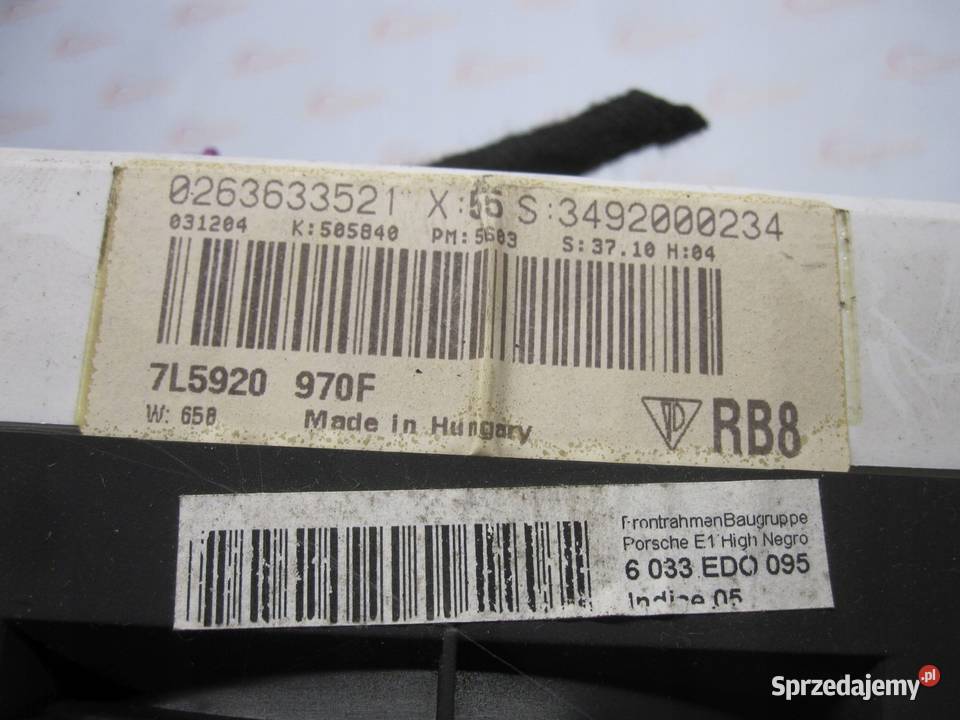 0263633521 X:55 S:3492000234
031204 K:505840 PM:5603 S:37.10 H:04
7L5920 970F
W: 658 Made in Hungary
RB8
FrontrahmenBaugruppe
Porsche E1 High Negro
6 033 EDO 095
Indice 05
Sprzedajemy.pl